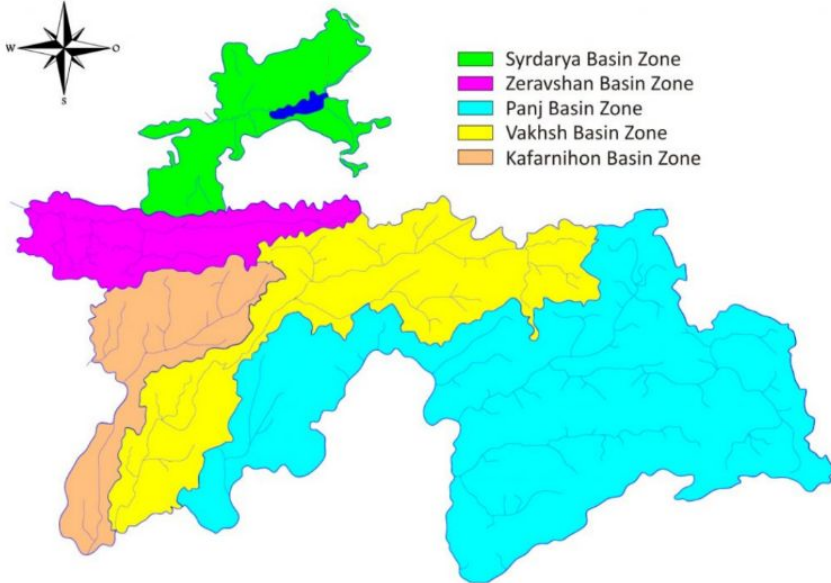 W
O
S
Syrdarya Basin Zone
Zeravshan Basin Zone
Panj Basin Zone
Vakhsh Basin Zone
Kafarnihon Basin Zone